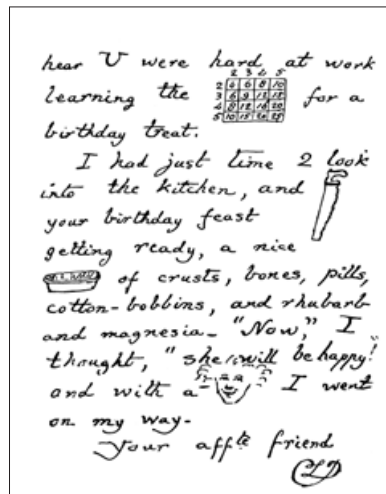 hear U were hard at work
2 3 4 5
learning the 2 4 6 8 10 for a
3 6 9 12 15
4 8 12 16 20
5 10 15 20 25
birthday treat.
I had just time 2 look
into the kitchen, and
your birthday feast
getting ready, a nice
of crusts, bones, pills,
cotton-bobbins, and rhubarb
and magnesia- "Now," I
thought, "she will be happy!
and with a I went
on my way-
Your affte friend
CLD